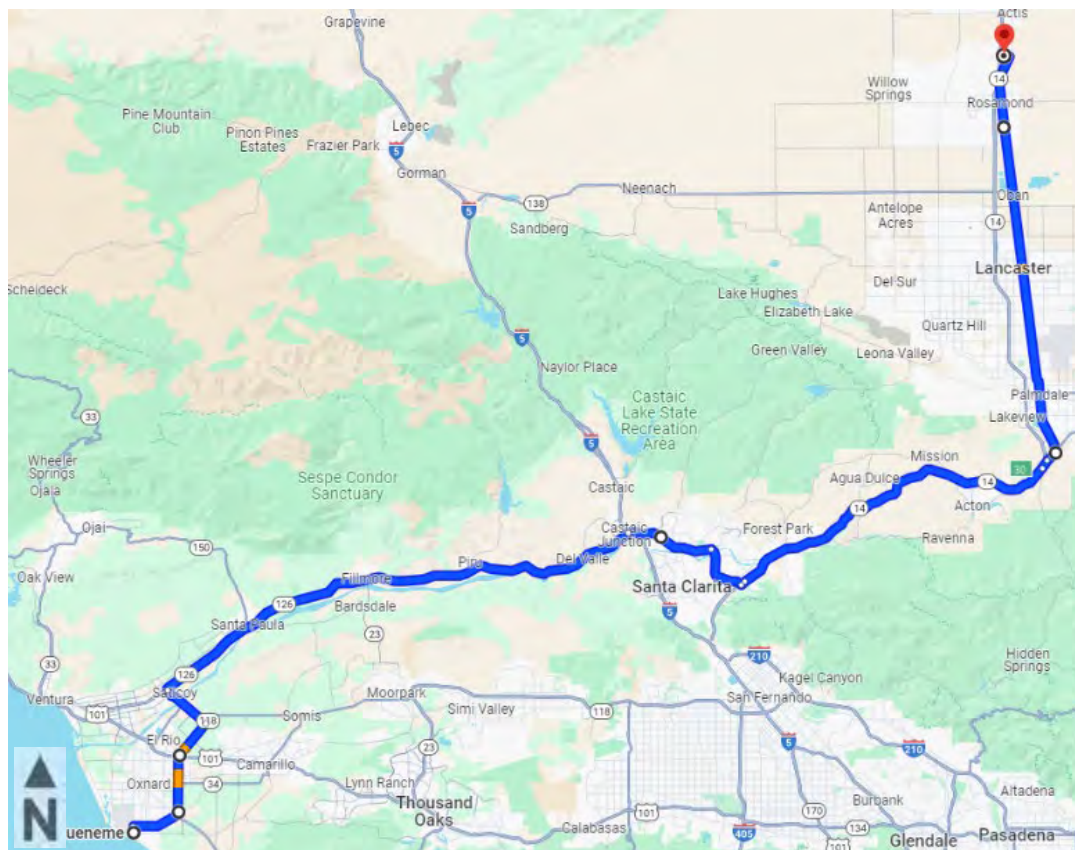 Actis
Grapevine
14
Willow
Springs
Rosamond
Pine Mountain
Club
Pinon Pines
Estates
Lebec
Frazier Park
5
Gorman
Neenach
138
5
Sandberg
Oban
Antelope
Acres
14
Lancaster
Del Sur
Scheideck
Lake Hughes
Elizabeth Lake
5
Quartz Hill
Green Valley
Leona Valley
Naylor Place
Palmdale
Lakeview
33
Castaic
Lake State
Recreation
Area
5
Wheeler
Springs
Ojala
Sespe Condor
Sanctuary
Castaic
Mission
Agua Dulce
30
14
Acton
14
Forest Park
Ravenna
Ojai
150
Castaic
Junction
Del Valle
Piru
Oak View
Fillmore
Santa Clarita
126
Bardsdale
5
Santa Paula
23
33
Hidden
Springs
126
210
Kagel Canyon
Ventura
Saticoy
Moorpark
San Fernando
101
118
Somis
Simi Valley
118
El Rio
101
23
5
210
Camarillo
Oxnard
34
Lynn Ranch
Altadena
N
Thousand
Oaks
170
Burbank
ueneme
101
Calabasas
405
134
101
Glendale
Pasadena